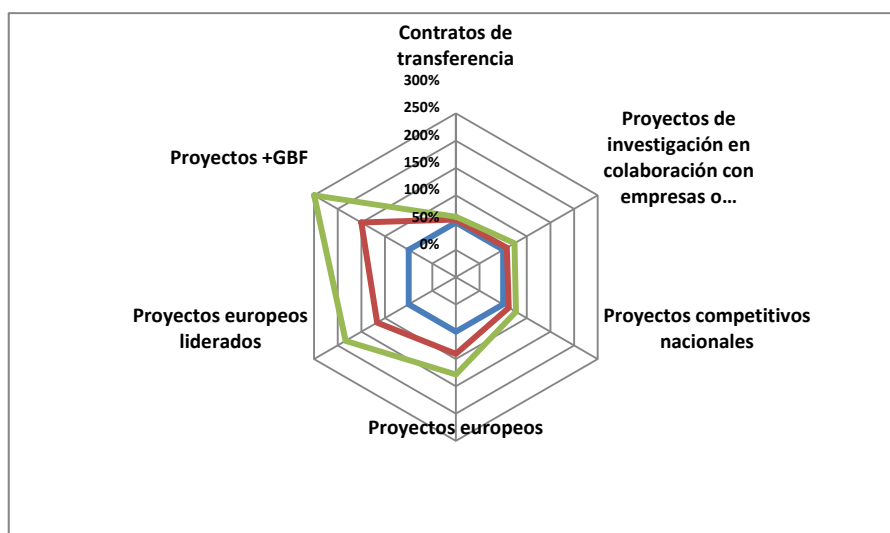 Contratos de
transferencia
300%
250%
200%
150%
100%
50%
0%
Proyectos de
investigación en
colaboración con
empresas o…
Proyectos competitivos
nacionales
Proyectos europeos
Proyectos europeos
liderados
Proyectos +GBF